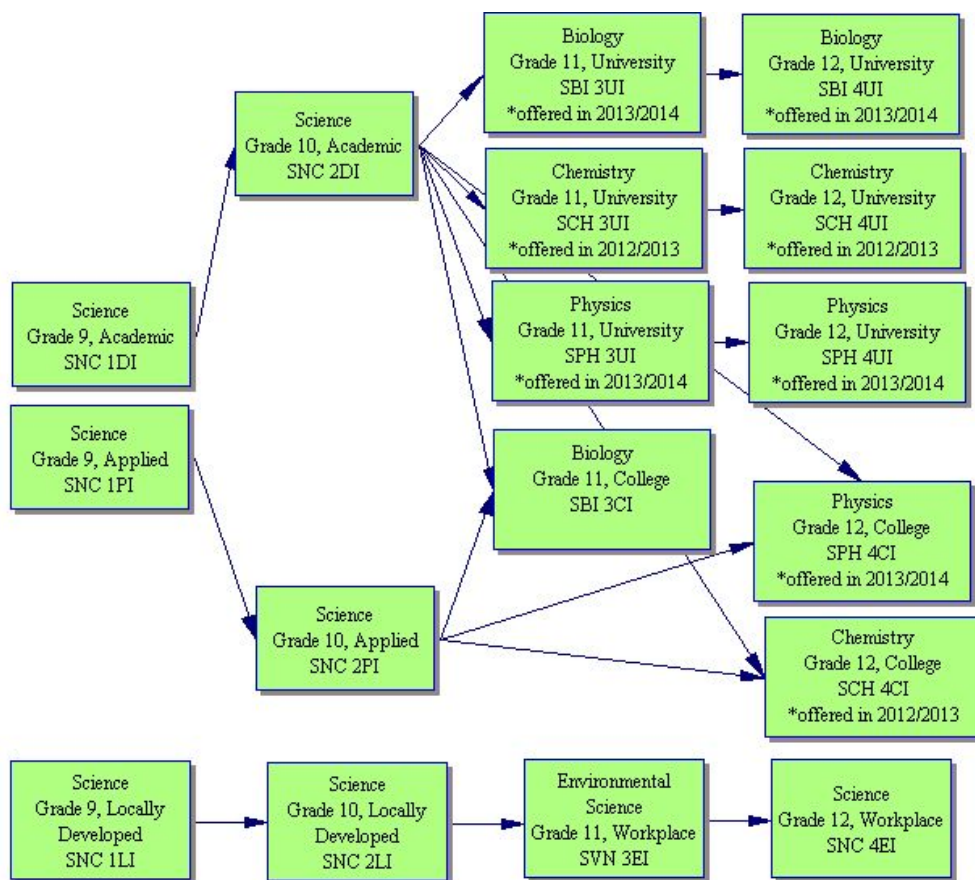 Biology
Grade 11, University
SBI 3UI
*offered in 2013/2014
Biology
Grade 12, University
SBI 4UI
*offered in 2013/2014
Science
Grade 10, Academic
SNC 2DI
Chemistry
Grade 11, University
SCH 3UI
*offered in 2012/2013
Chemistry
Grade 12, University
SCH 4UI
*offered in 2012/2013
Science
Grade 9, Academic
SNC 1DI
Physics
Grade 11, University
SPH 3UI
*offered in 2013/2014
Physics
Grade 12, University
SPH 4UI
*offered in 2013/2014
Science
Grade 9, Applied
SNC 1PI
Biology
Grade 11, College
SBI 3CI
Physics
Grade 12, College
SPH 4CI
*offered in 2013/2014
Science
Grade 10, Applied
SNC 2PI
Chemistry
Grade 12, College
SCH 4CI
*offered in 2012/2013
Science
Grade 9, Locally
Developed
SNC 1LI
Science
Grade 10, Locally
Developed
SNC 2LI
Environmental
Science
Grade 11, Workplace
SVN 3EI
Science
Grade 12, Workplace
SNC 4EI